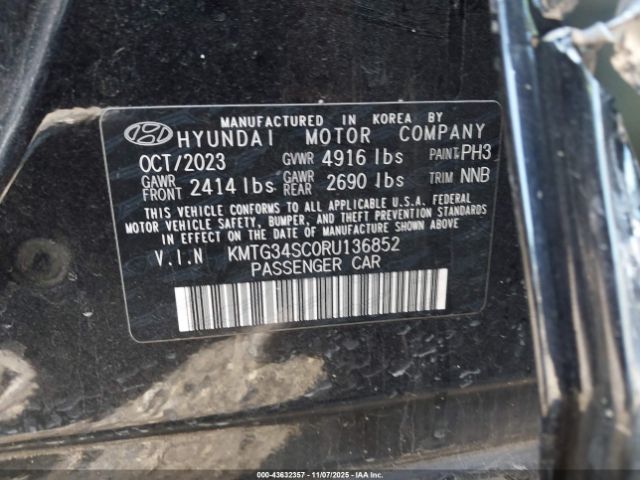 MANUFACTURED IN KOREA BY
HYUNDAI MOTOR COMPANY
OCT/2023 GVWR 4916 lbs PAINT:PH3
GAWR FRONT 2414 lbs GAWR REAR 2690 lbs TRIM NNB
THIS VEHICLE CONFORMS TO ALL APPLICABLE U.S.A. FEDERAL
MOTOR VEHICLE SAFETY, BUMPER, AND THEFT PREVENTION STANDARDS
IN EFFECT ON THE DATE OF MANUFACTURE SHOWN ABOVE
V.I.N KMTG34SC0RU136852
PASSENGER CAR
000-43632357 11/07/2025 - IAAI.COM